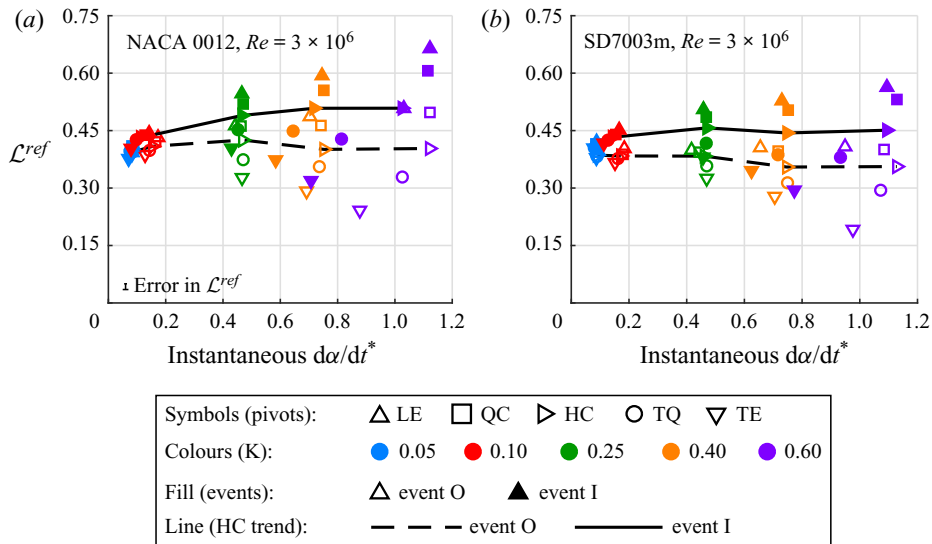 (a)
(b)
0.75
NACA 0012, Re = 3 × 10⁶
SD7003m, Re = 3 × 10⁶
0.60
0.45
ℒ^ref
0.30
0.15
Error in ℒ^ref
0 0.2 0.4 0.6 0.8 1.0 1.2
Instantaneous dα/dt*
0.75
0.60
0.45
0.30
0.15
0 0.2 0.4 0.6 0.8 1.0 1.2
Instantaneous dα/dt*
Symbols (pivots): LE QC HC TQ TE
Colours (K): 0.05 0.10 0.25 0.40 0.60
Fill (events): event O event I
Line (HC trend): event O event I